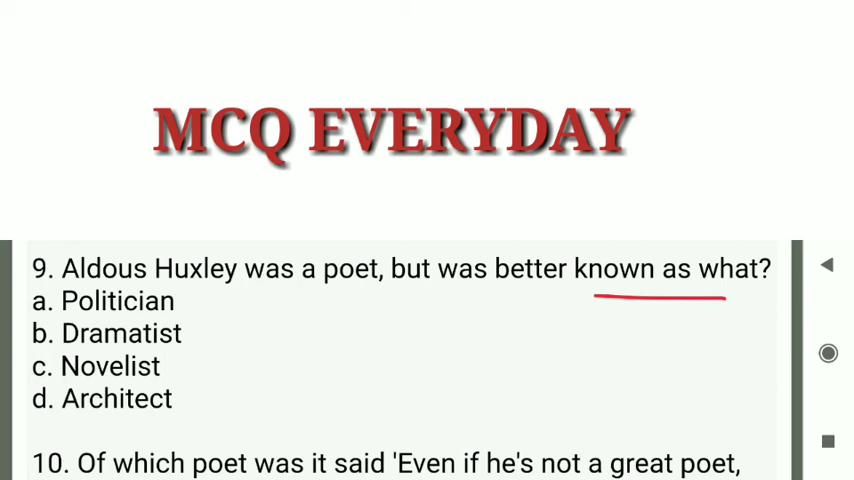 MCQ EVERYDAY
9. Aldous Huxley was a poet, but was better known as what?
a. Politician
b. Dramatist
c. Novelist
d. Architect
10. Of which poet was it said 'Even if he's not a great poet,